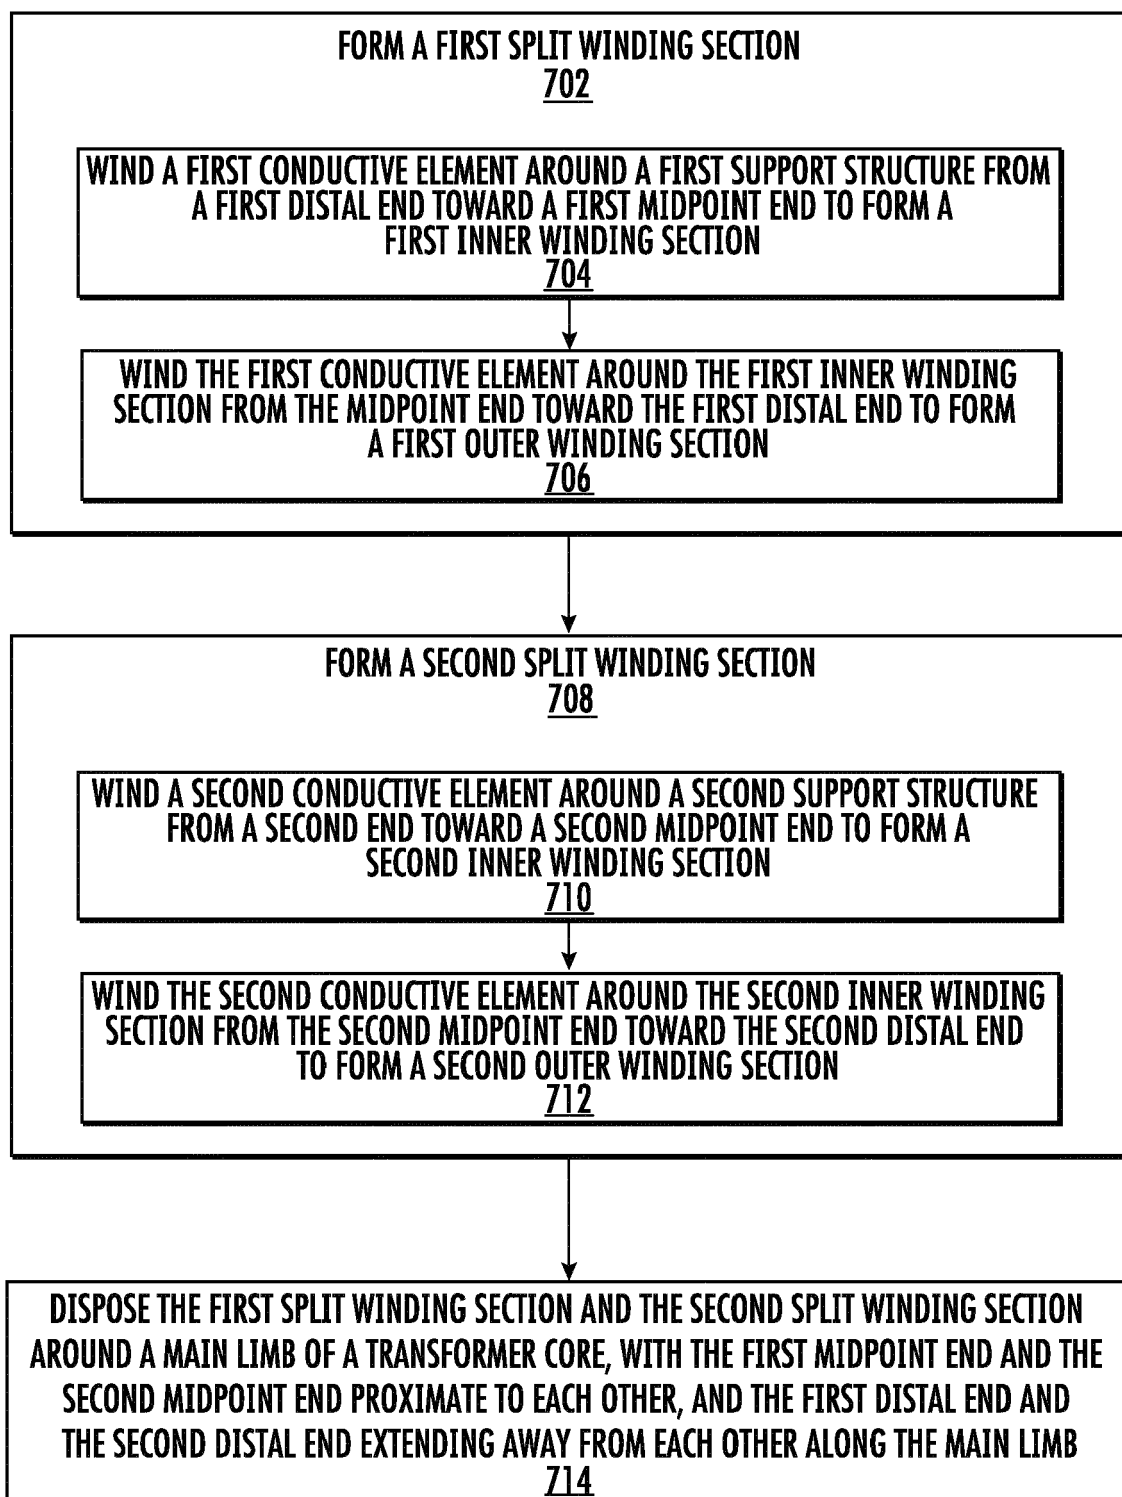 FORM A FIRST SPLIT WINDING SECTION
702
WIND A FIRST CONDUCTIVE ELEMENT AROUND A FIRST SUPPORT STRUCTURE FROM
A FIRST DISTAL END TOWARD A FIRST MIDPOINT END TO FORM A
FIRST INNER WINDING SECTION
704
WIND THE FIRST CONDUCTIVE ELEMENT AROUND THE FIRST INNER WINDING
SECTION FROM THE MIDPOINT END TOWARD THE FIRST DISTAL END TO FORM
A FIRST OUTER WINDING SECTION
706
FORM A SECOND SPLIT WINDING SECTION
708
WIND A SECOND CONDUCTIVE ELEMENT AROUND A SECOND SUPPORT STRUCTURE
FROM A SECOND END TOWARD A SECOND MIDPOINT END TO FORM A
SECOND INNER WINDING SECTION
710
WIND THE SECOND CONDUCTIVE ELEMENT AROUND THE SECOND INNER WINDING
SECTION FROM THE SECOND MIDPOINT END TOWARD THE SECOND DISTAL END
TO FORM A SECOND OUTER WINDING SECTION
712
DISPOSE THE FIRST SPLIT WINDING SECTION AND THE SECOND SPLIT WINDING SECTION
AROUND A MAIN LIMB OF A TRANSFORMER CORE, WITH THE FIRST MIDPOINT END AND THE
SECOND MIDPOINT END PROXIMATE TO EACH OTHER, AND THE FIRST DISTAL END AND
THE SECOND DISTAL END EXTENDING AWAY FROM EACH OTHER ALONG THE MAIN LIMB
714